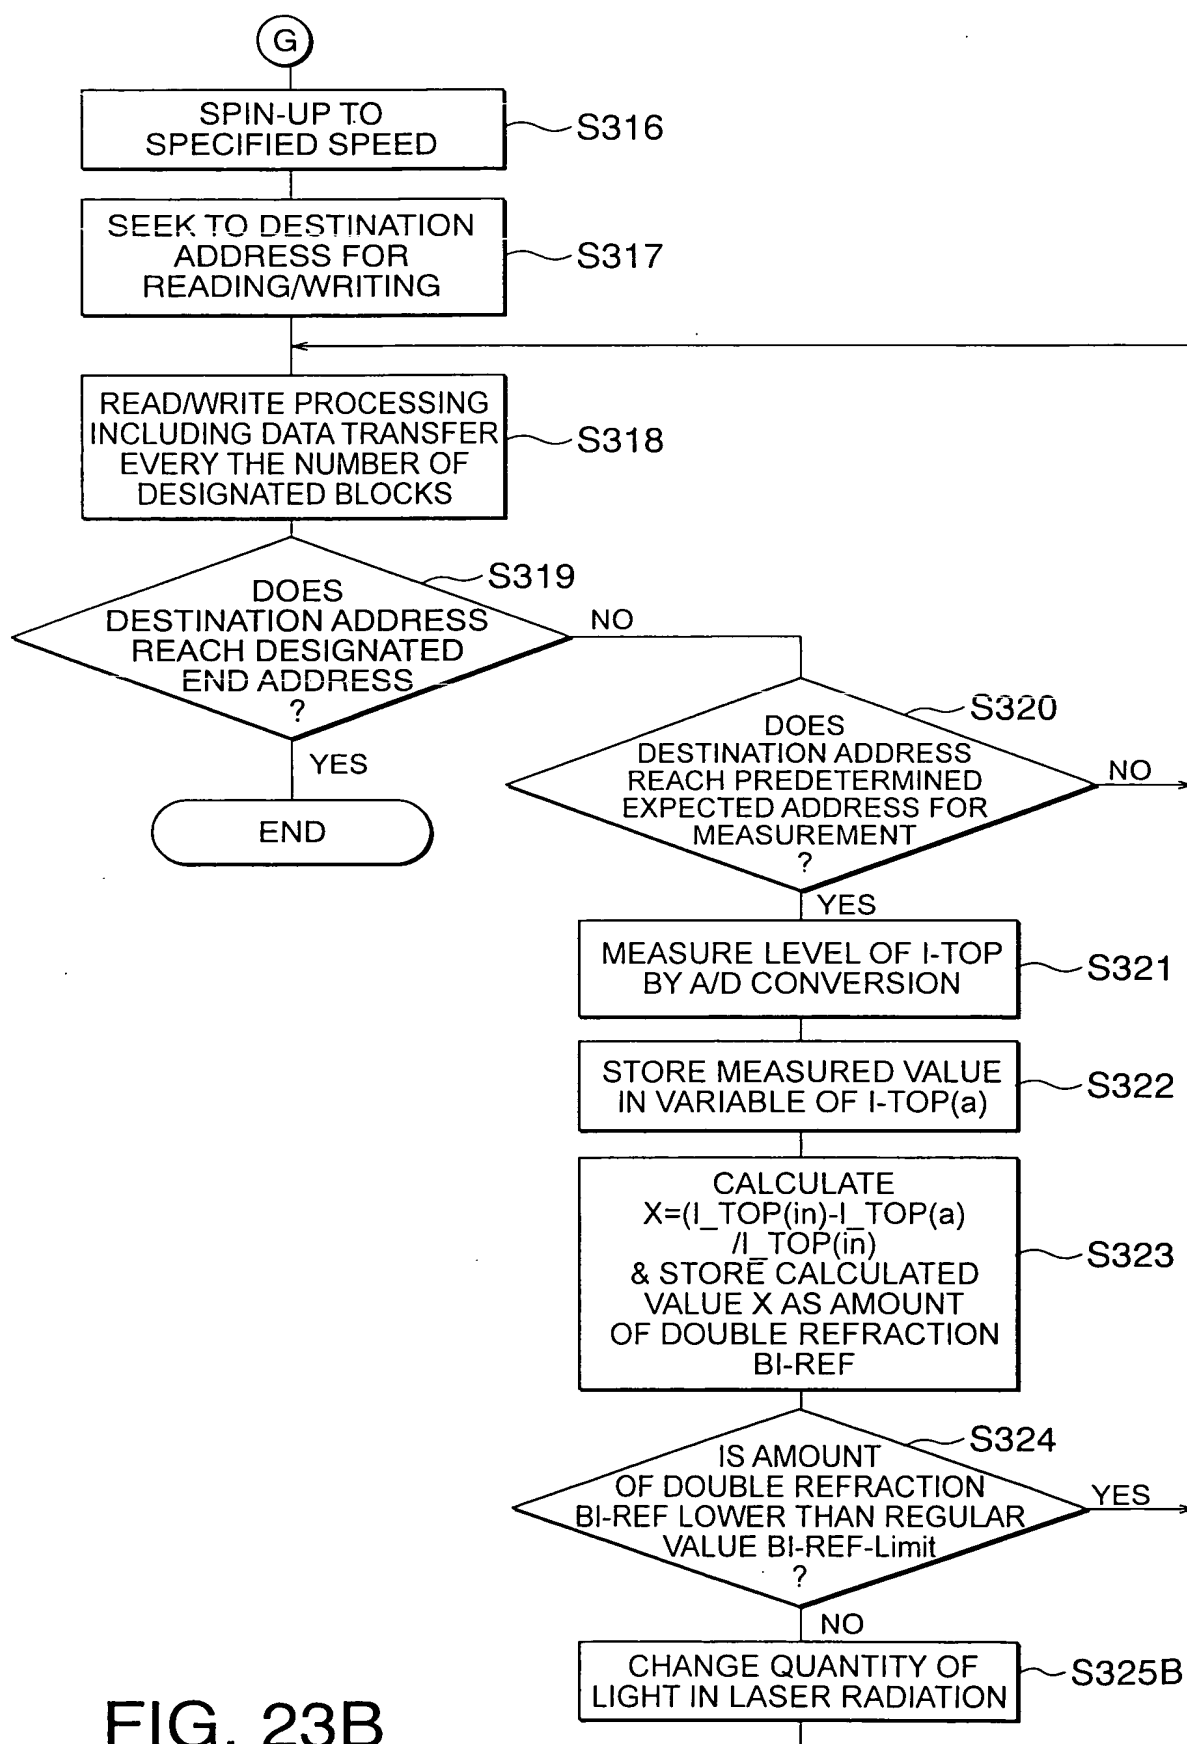 G
SPIN-UP TO
SPECIFIED SPEED
S316
SEEK TO DESTINATION
ADDRESS FOR
READING/WRITING
S317
READ/WRITE PROCESSING
INCLUDING DATA TRANSFER
EVERY THE NUMBER OF
DESIGNATED BLOCKS
S318
DOES
DESTINATION ADDRESS
REACH DESIGNATED
END ADDRESS
?
S319
NO
YES
END
DOES
DESTINATION ADDRESS
REACH PREDETERMINED
EXPECTED ADDRESS FOR
MEASUREMENT
?
S320
NO
YES
MEASURE LEVEL OF I-TOP
BY A/D CONVERSION
S321
STORE MEASURED VALUE
IN VARIABLE OF I-TOP(a)
S322
CALCULATE
X=(I_TOP(in)-I_TOP(a)
/I_TOP(in)
& STORE CALCULATED
VALUE X AS AMOUNT
OF DOUBLE REFRACTION
BI-REF
S323
IS AMOUNT
OF DOUBLE REFRACTION
BI-REF LOWER THAN REGULAR
VALUE BI-REF-Limit
?
S324
YES
NO
CHANGE QUANTITY OF
LIGHT IN LASER RADIATION
S325B
FIG. 23B